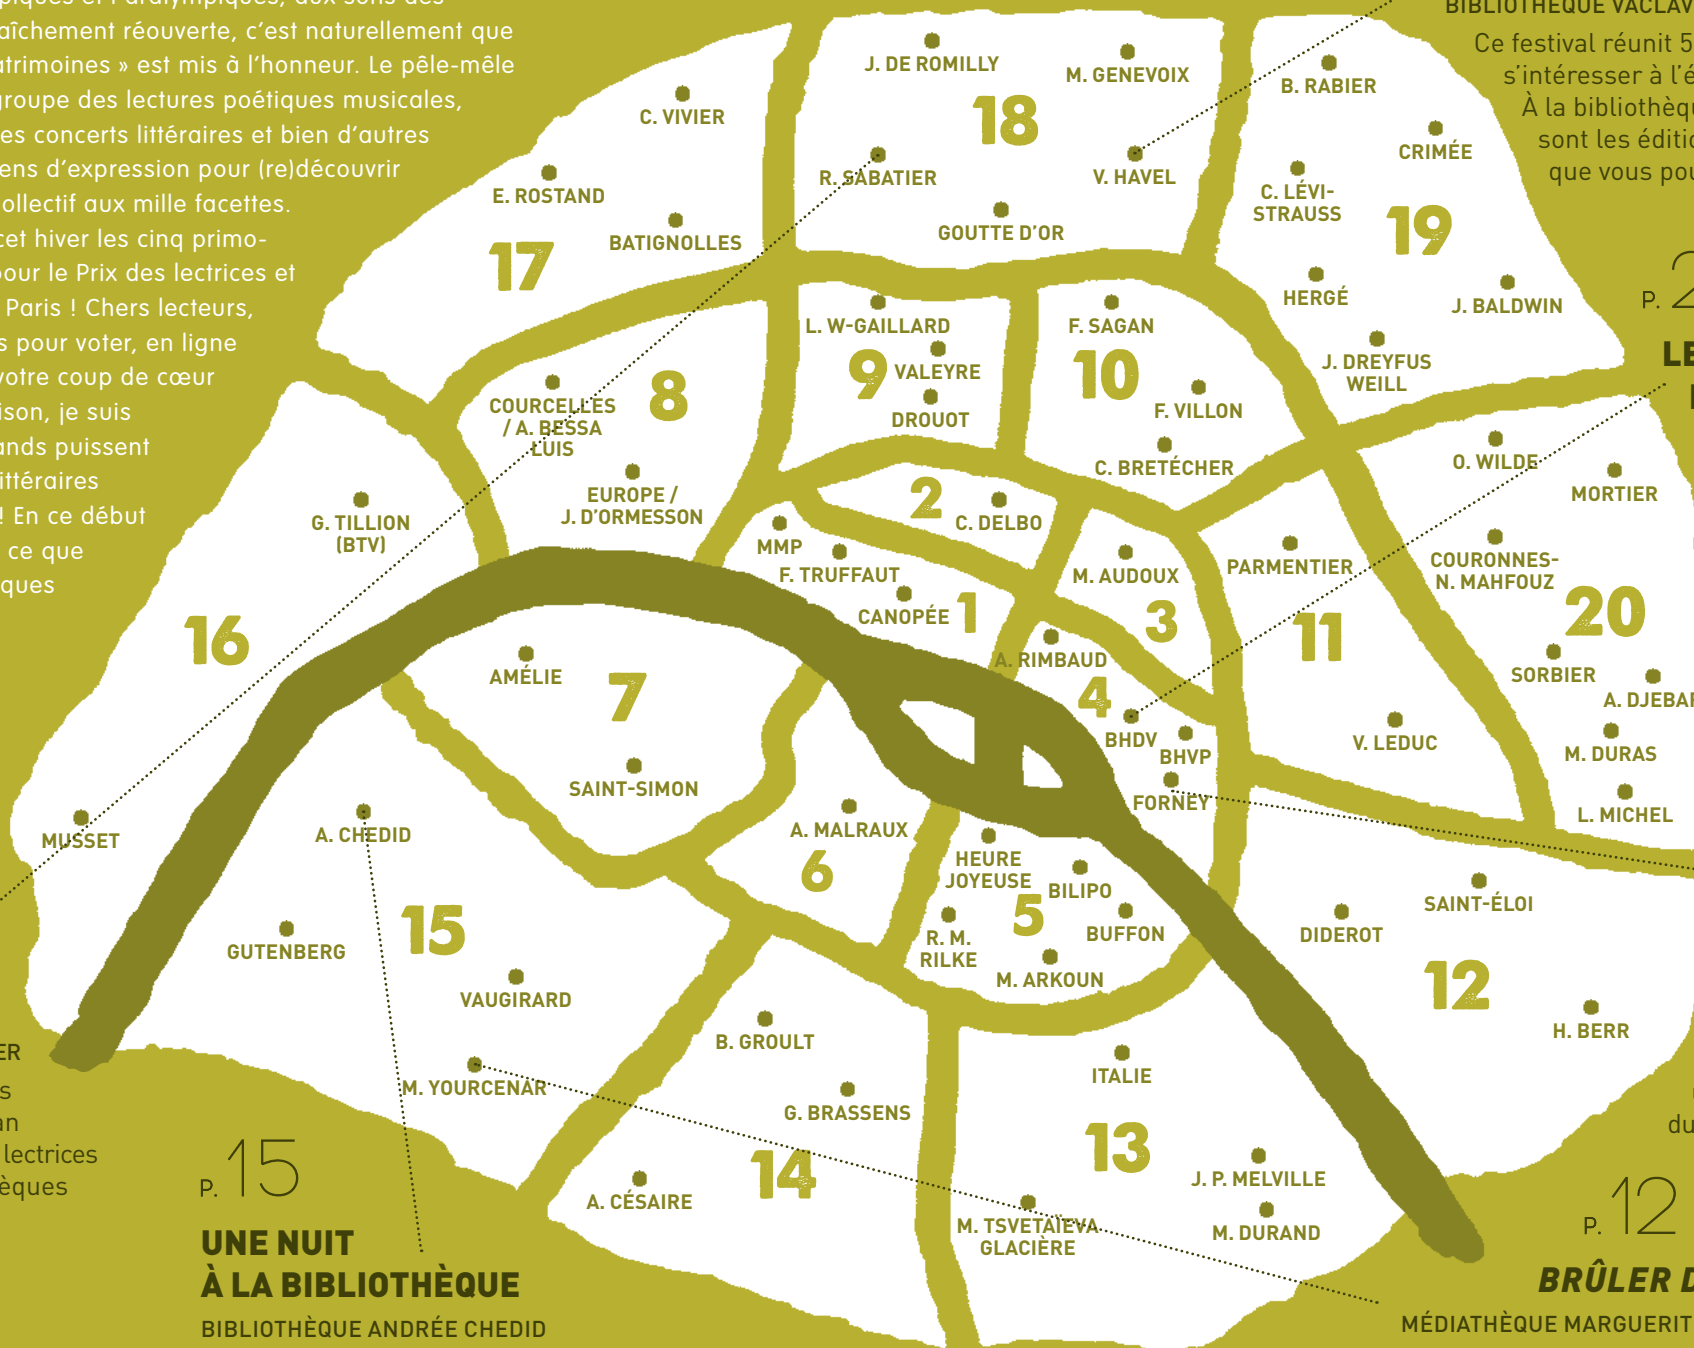 aîchement réouverte, c'est naturellement que
atrimoines » est mis à l'honneur. Le pêle-mêle
groupe des lectures poétiques musicales,
es concerts littéraires et bien d'autres
ens d'expression pour (re)découvrir
ollectif aux mille facettes.
cet hiver les cinq primo-
pour le Prix des lectrices et
Paris ! Chers lecteurs,
s pour voter, en ligne
votre coup de cœur
ison, je suis
ands puissent
ittéraires
! En ce début
ce que
ques
BIBLIOTHÈQUE VACLAV
Ce festival réunit 5
s'intéresser à l'é
À la bibliothèqu
sont les éditio
que vous pou
P. 2
LE
17
C. VIVIER
E. ROSTAND
BATIGNOLLES
18
J. DE ROMILLY
M. GENEVOIX
R. SABATIER
V. HAVEL
GOUTTE D'OR
19
B. RABIER
CRIMÉE
C. LÉVI-
STRAUSS
HERGÉ
J. BALDWIN
J. DREYFUS
WEILL
8
COURCELLES
/ A. BESSA
LUIS
EUROPE /
J. D'ORMESSON
9
L. W-GAILLARD
VALEYRE
DROUOT
10
F. SAGAN
F. VILLON
C. BRETÉCHER
16
G. TILLION
(BTV)
MUSSET
2
C. DELBO
1
MMP
F. TRUFFAUT
CANOPÉE
3
M. AUDOUX
4
A. RIMBAUD
BHDV
BHVP
FORNEY
11
PARMENTIER
V. LEDUC
20
O. WILDE
MORTIER
COURONNES-
N. MAHFOUZ
SORBIER
A. DJEBAR
M. DURAS
L. MICHEL
7
AMÉLIE
SAINT-SIMON
6
A. MALRAUX
5
HEURE
JOYEUSE
BILIPO
R. M.
RILKE
BUFFON
M. ARKOUN
15
A. CHEDID
GUTENBERG
VAUGIRARD
M. YOURCENAR
14
B. GROULT
G. BRASSENS
A. CÉSAIRE
13
ITALIE
J. P. MELVILLE
M. TSVETAÏEVA
GLACIÈRE
M. DURAND
12
SAINT-ÉLOI
DIDEROT
H. BERR
ER
s
an
lectrices
èques
P. 15
UNE NUIT
À LA BIBLIOTHÈQUE
BIBLIOTHÈQUE ANDRÉE CHEDID
du
P. 12
BRÛLER D
MÉDIATHÈQUE MARGUERIT